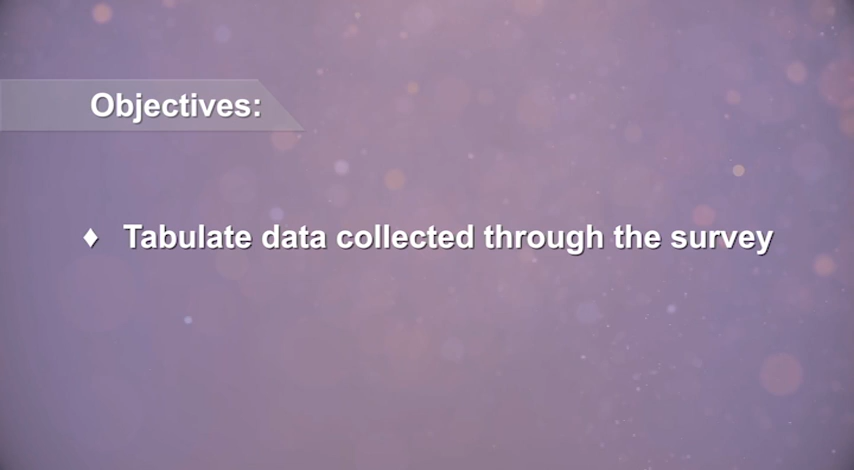 Objectives:
♦ Tabulate data collected through the survey